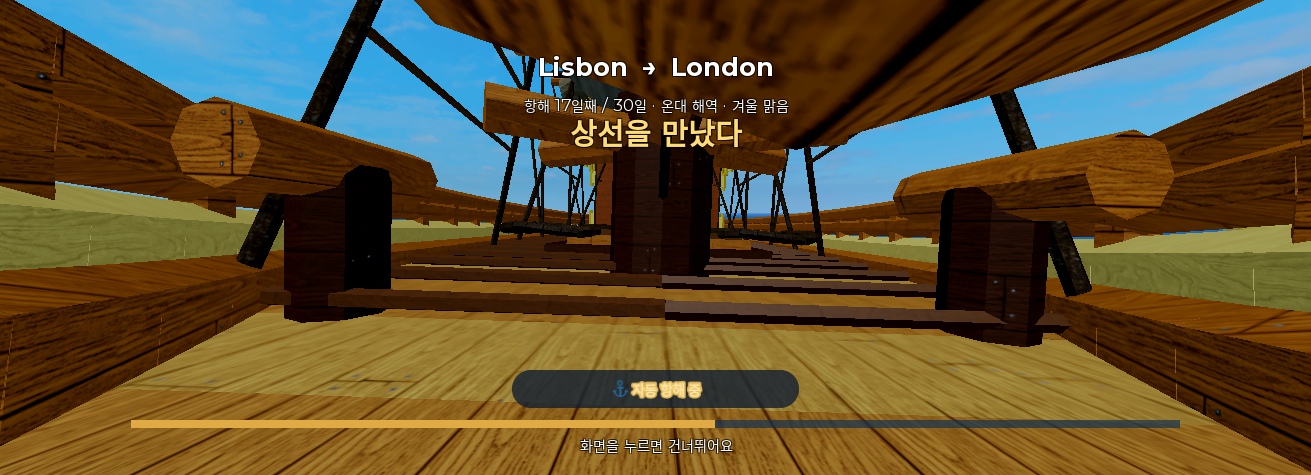 Lisbon → London
항해 17일째 / 30일 · 온대 해역 · 겨울 맑음
상선을 만났다
⚓ 자동 항해 중
화면을 누르면 건너뛰어요